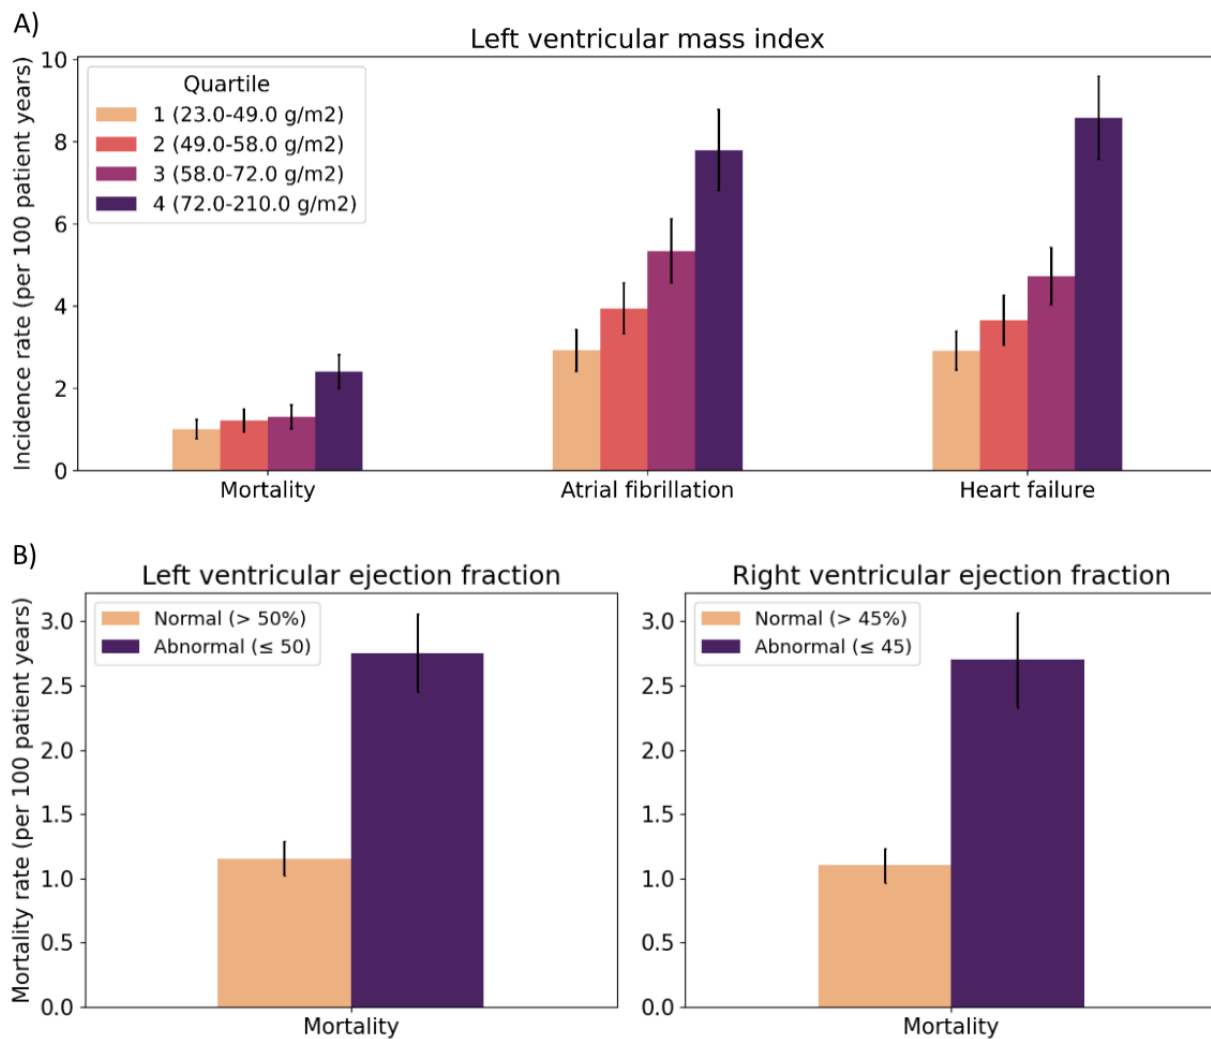 A)
Left ventricular mass index
Incidence rate (per 100 patient years)
10
8
6
4
2
0
Quartile
1 (23.0-49.0 g/m2)
2 (49.0-58.0 g/m2)
3 (58.0-72.0 g/m2)
4 (72.0-210.0 g/m2)
Mortality
Atrial fibrillation
Heart failure
B)
Left ventricular ejection fraction
Mortality rate (per 100 patient years)
3.0
2.5
2.0
1.5
1.0
0.5
0.0
Normal (> 50%)
Abnormal (≤ 50)
Mortality
Right ventricular ejection fraction
3.0
2.5
2.0
1.5
1.0
0.5
0.0
Normal (> 45%)
Abnormal (≤ 45)
Mortality